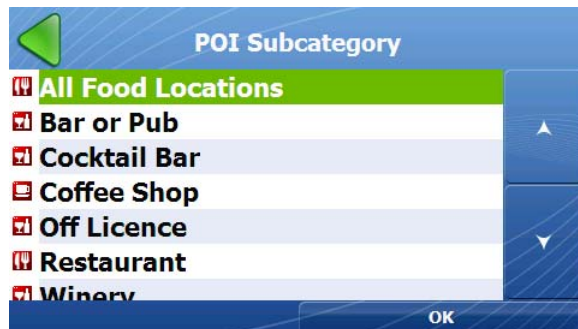 POI Subcategory
All Food Locations
Bar or Pub
Cocktail Bar
Coffee Shop
Off Licence
Restaurant
Winery
OK